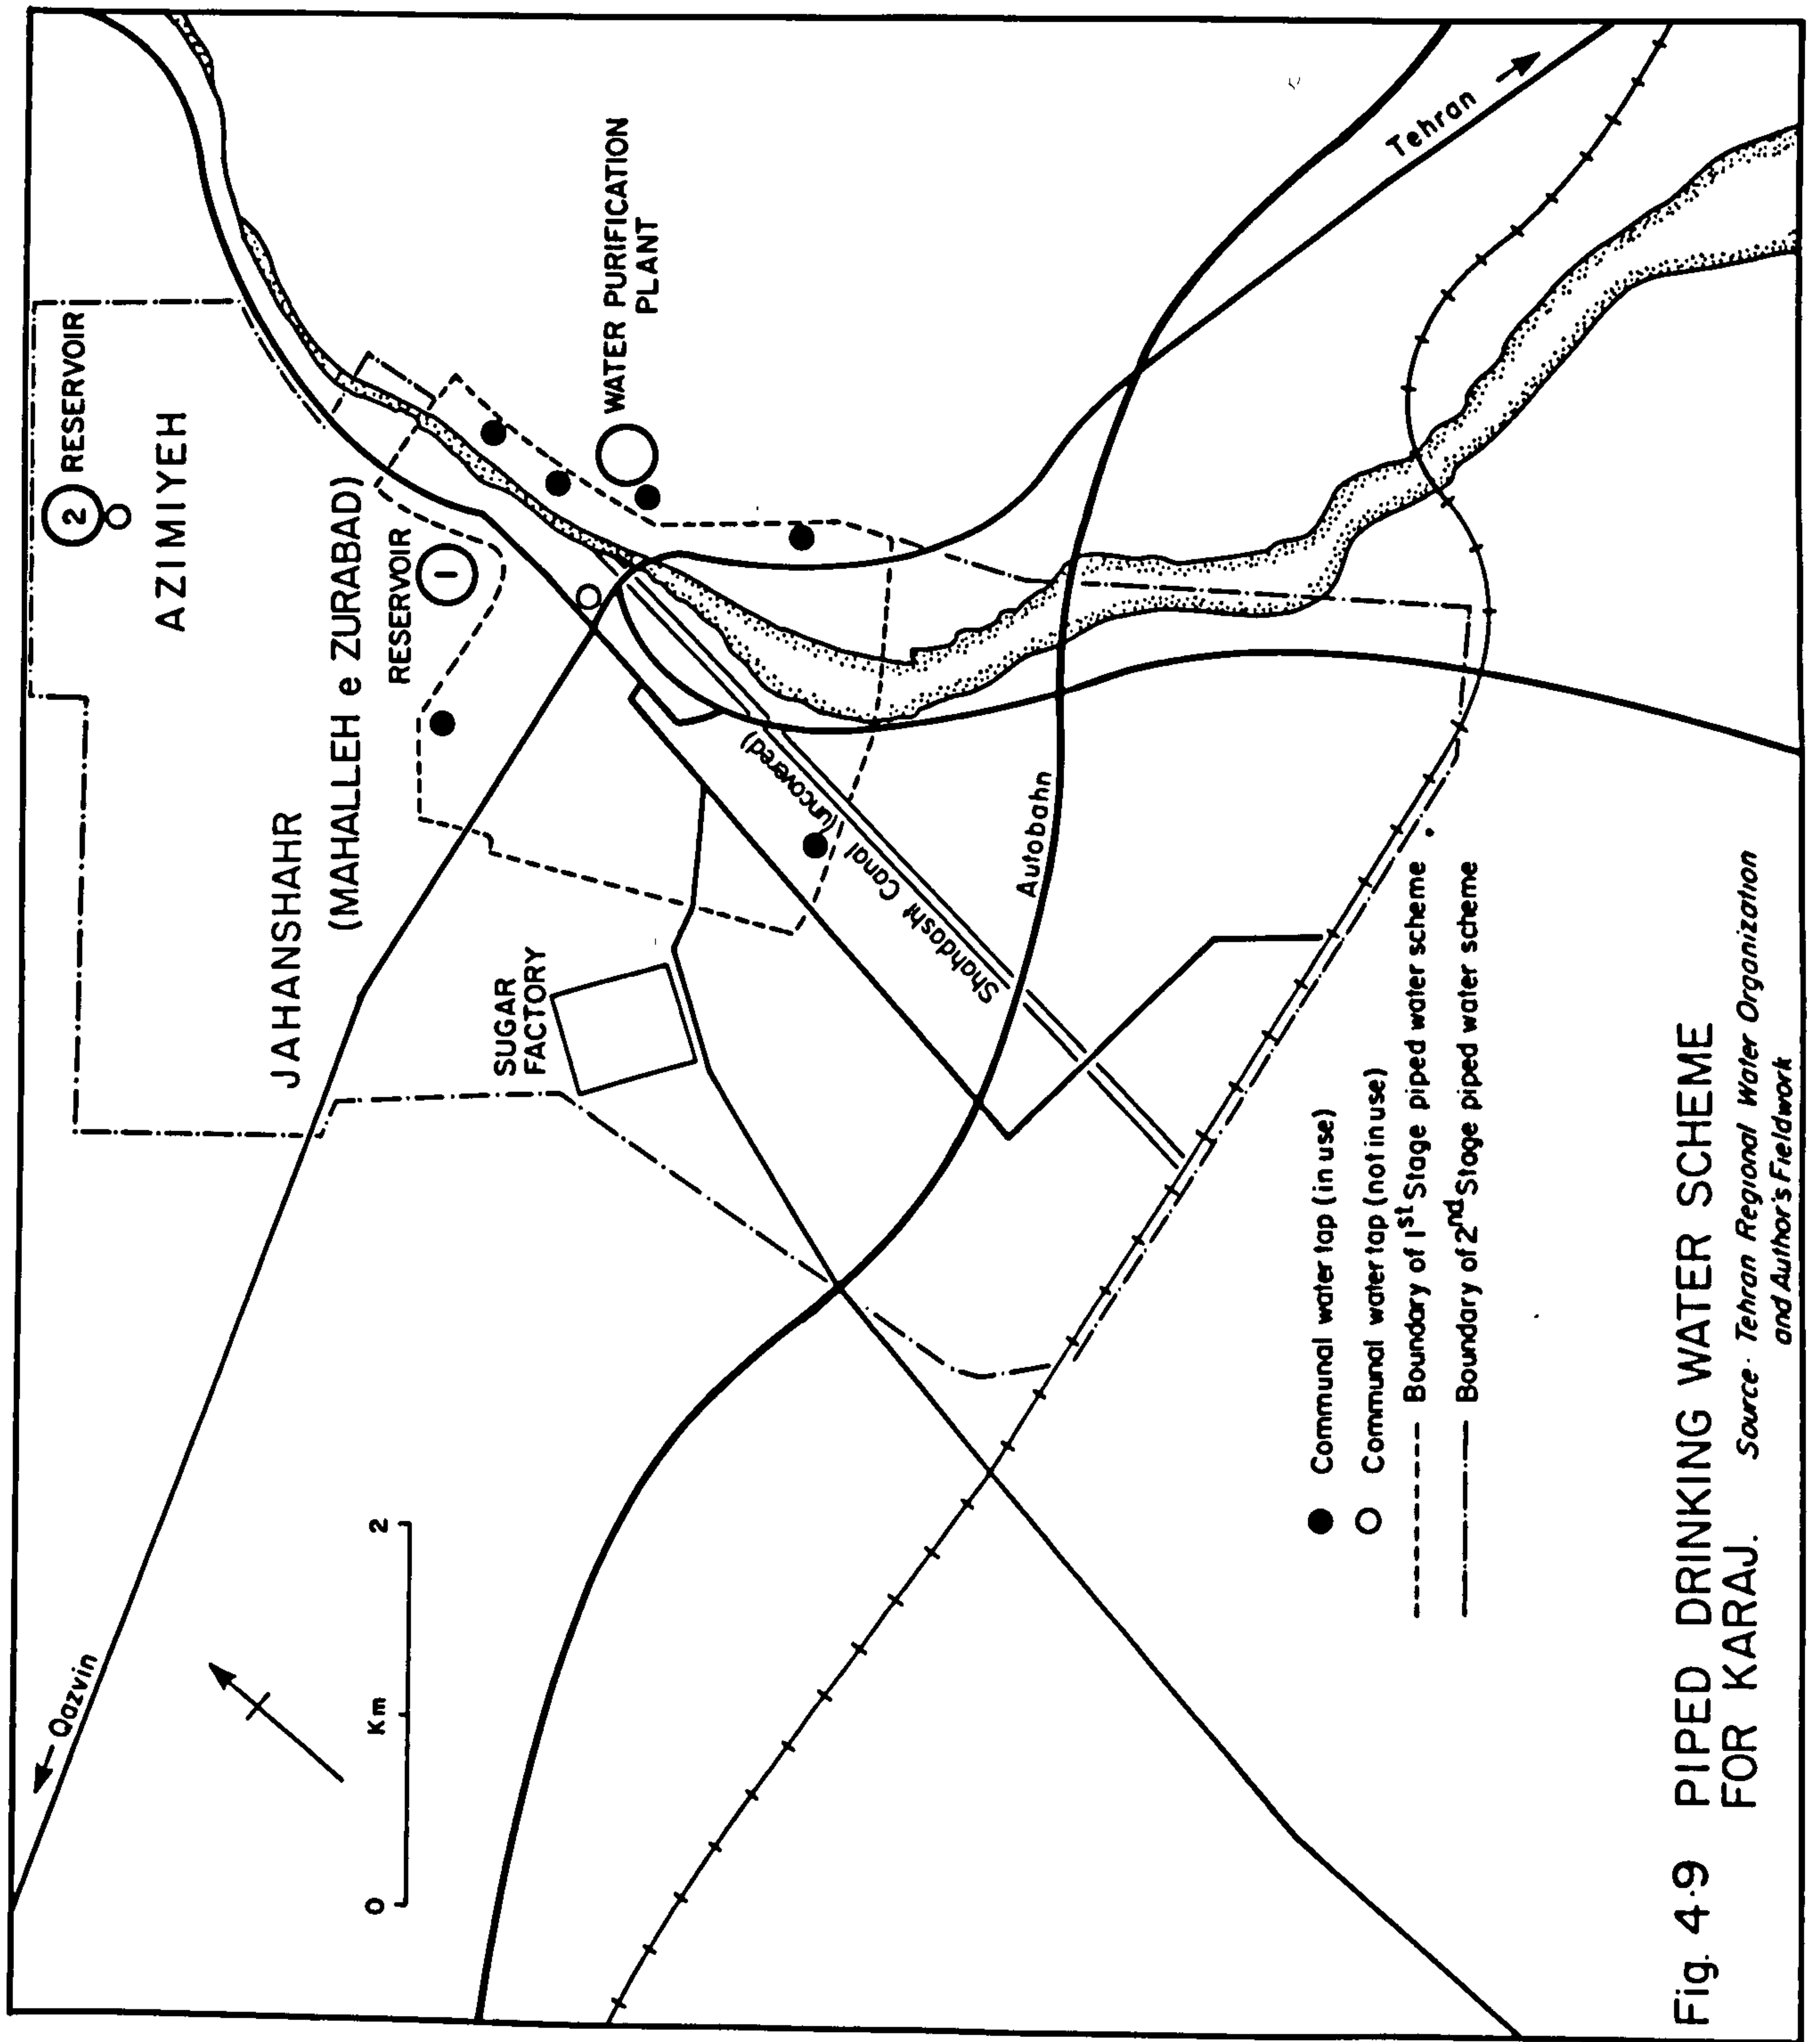 Qazvin
0 Km 2
JAHANSHAHR
(MAHALLEH e ZURABAD)
AZIMIYEH
2 RESERVOIR
RESERVOIR
1
SUGAR
FACTORY
WATER PURIFICATION
PLANT
Shahdasht Canal (uncovered)
Autobahn
Tehran
Communal water tap (in use)
Communal water tap (not in use)
Boundary of 1st Stage piped water scheme
Boundary of 2nd Stage piped water scheme
Fig. 4·9 PIPED DRINKING WATER SCHEME
FOR KARAJ.
Source· Tehran Regional Water Organization
and Author's Fieldwork